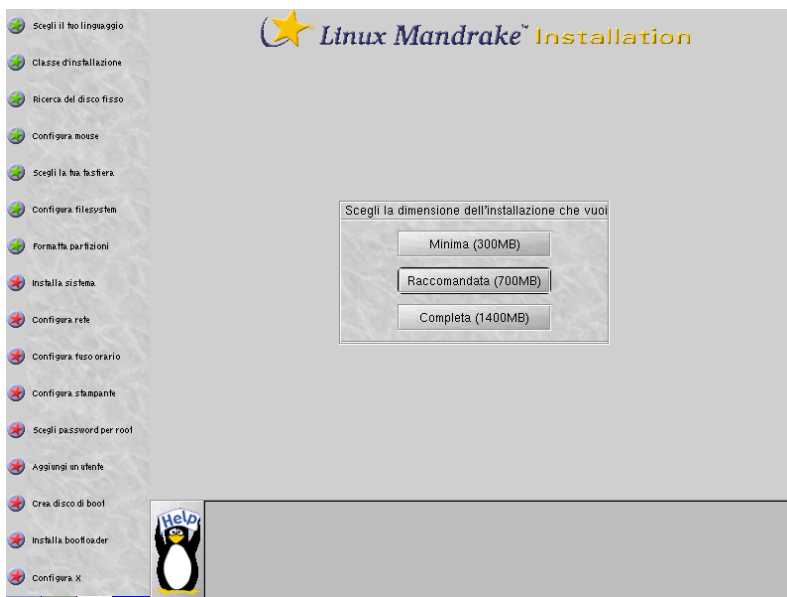 Linux Mandrake™ Installation
Scegli il tuo linguaggio
Classe d'installazione
Ricerca del disco fisso
Configura mouse
Scegli la tua tastiera
Configura filesystem
Formatta partizioni
Installa sistema
Configura rete
Configura fuso orario
Configura stampante
Scegli password per root
Aggiungi un utente
Crea disco di boot
Installa bootloader
Configura X
Scegli la dimensione dell'installazione che vuoi
Minima (300MB)
Raccomandata (700MB)
Completa (1400MB)
Help